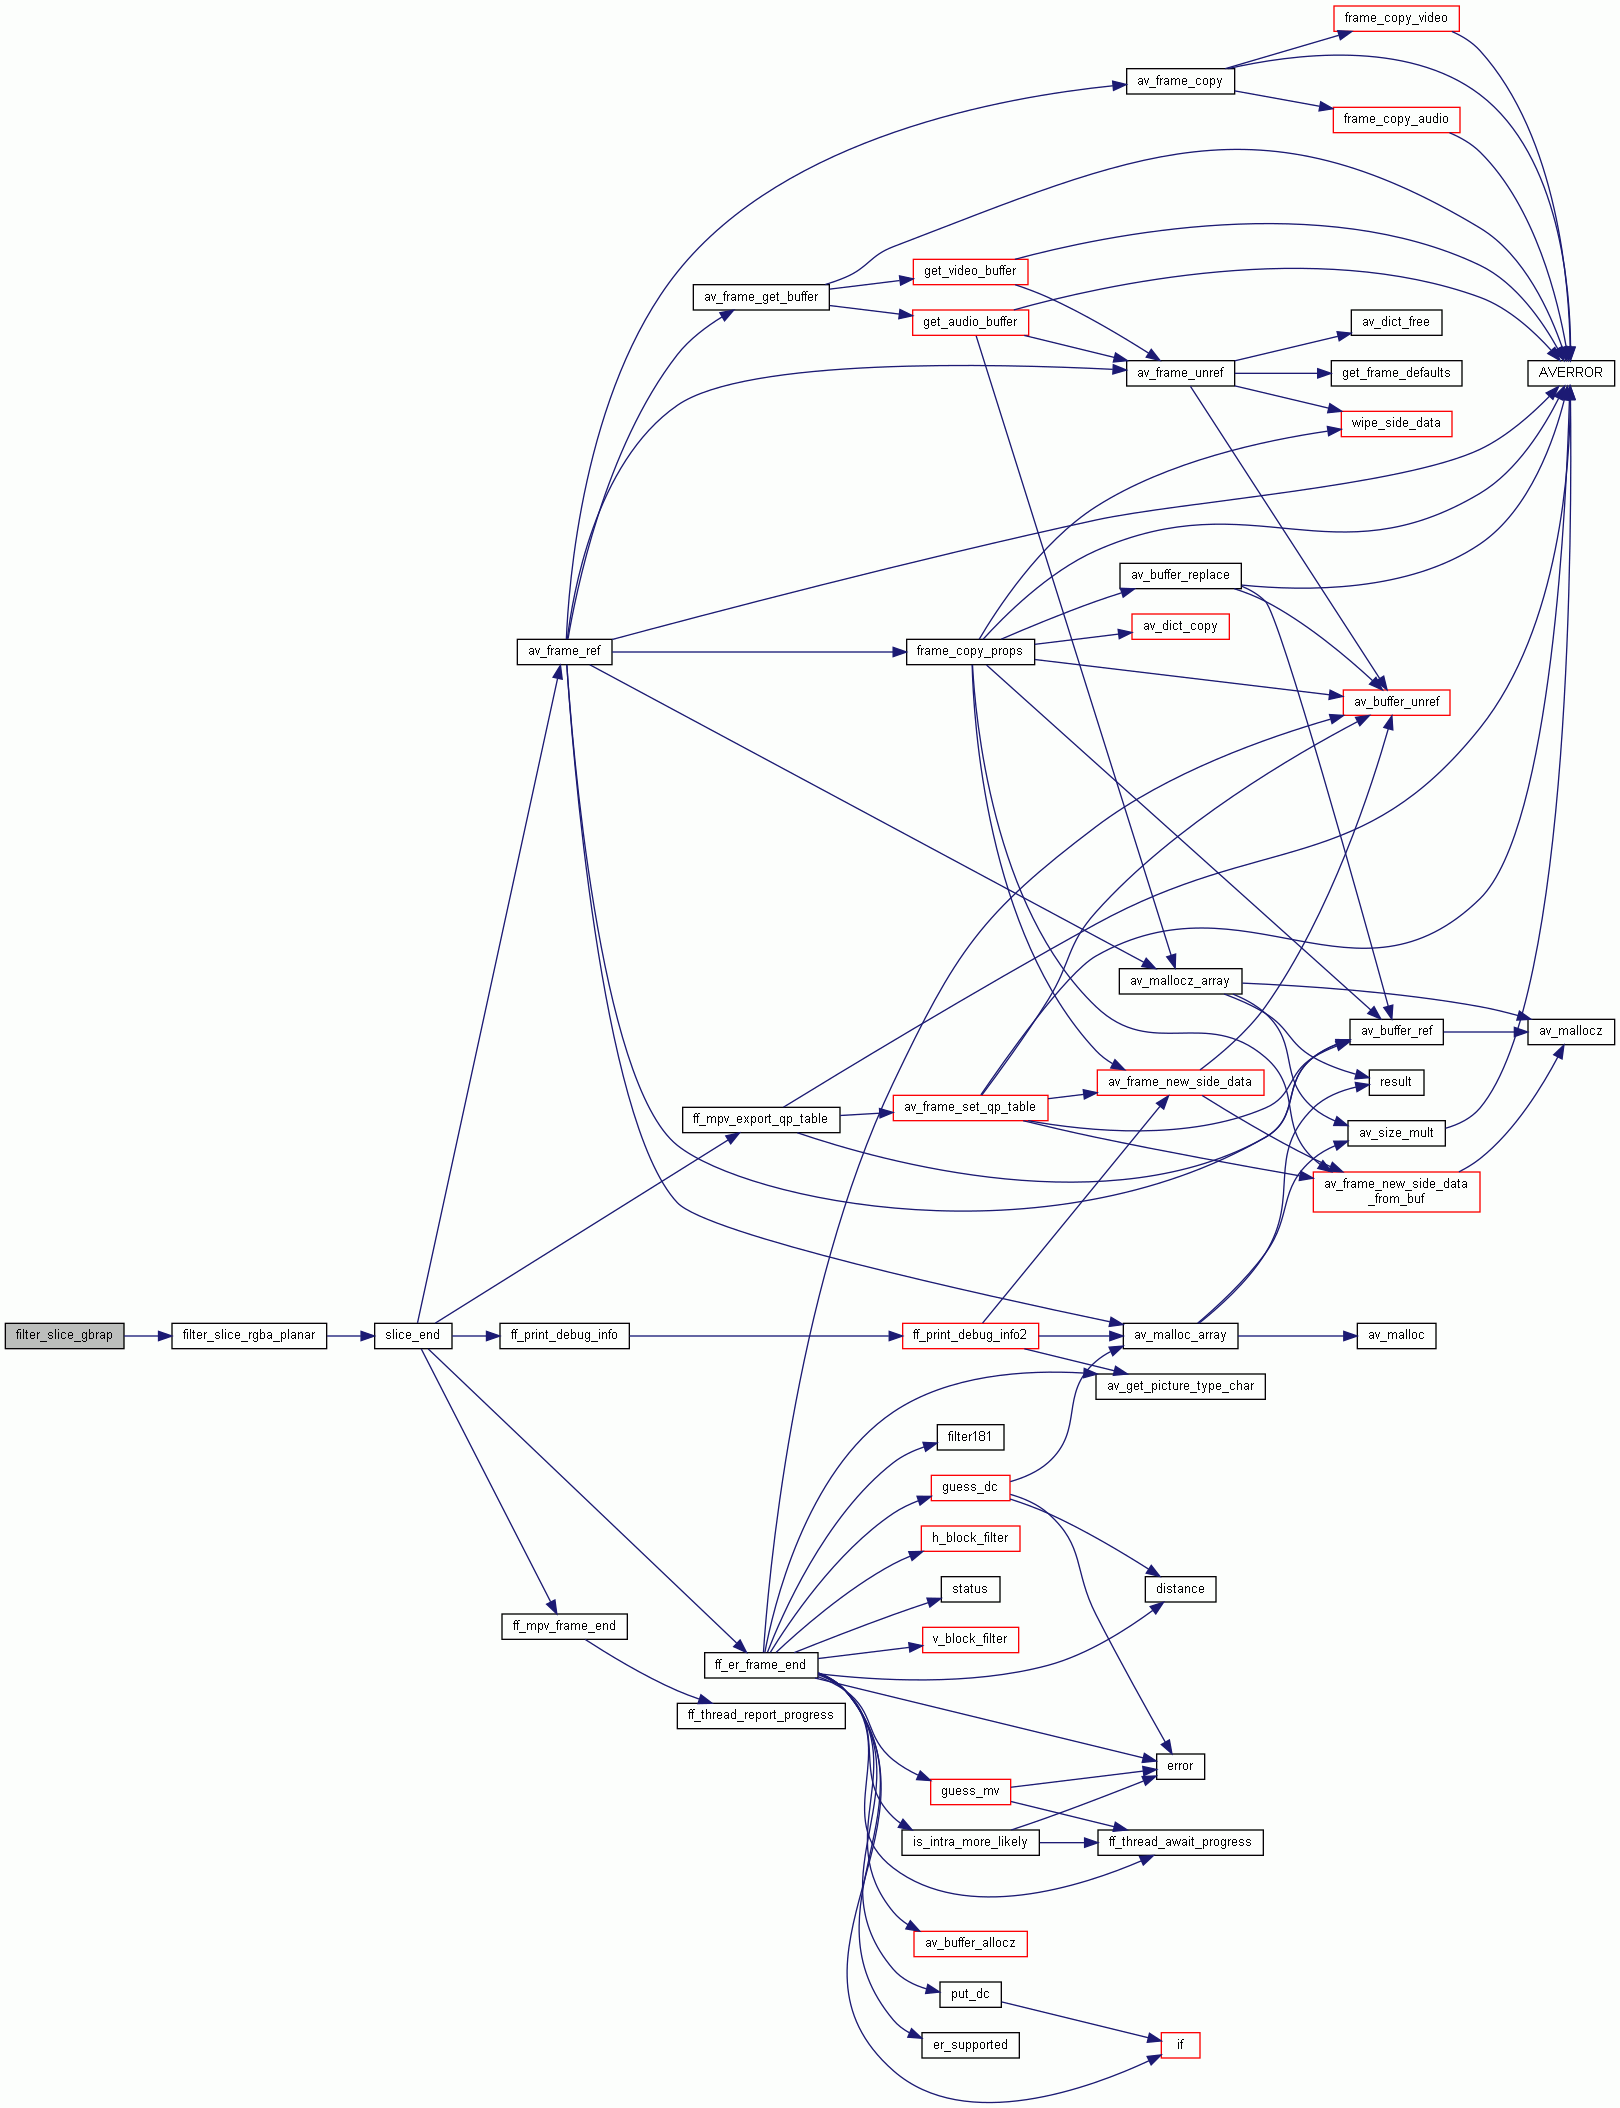 frame_copy_video
av_frame_copy
frame_copy_audio
get_video_buffer
av_frame_get_buffer
get_audio_buffer
av_dict_free
av_frame_unref
get_frame_defaults
AVERROR
wipe_side_data
av_buffer_replace
av_dict_copy
av_frame_ref
frame_copy_props
av_buffer_unref
av_mallocz_array
av_buffer_ref
av_mallocz
av_frame_new_side_data
result
av_frame_set_qp_table
ff_mpv_export_qp_table
av_size_mult
av_frame_new_side_data
_from_buf
filter_slice_gbrap
filter_slice_rgba_planar
slice_end
ff_print_debug_info
ff_print_debug_info2
av_malloc_array
av_malloc
av_get_picture_type_char
filter181
guess_dc
h_block_filter
status
distance
ff_mpv_frame_end
v_block_filter
ff_er_frame_end
ff_thread_report_progress
error
guess_mv
is_intra_more_likely
ff_thread_await_progress
av_buffer_allocz
put_dc
er_supported
if